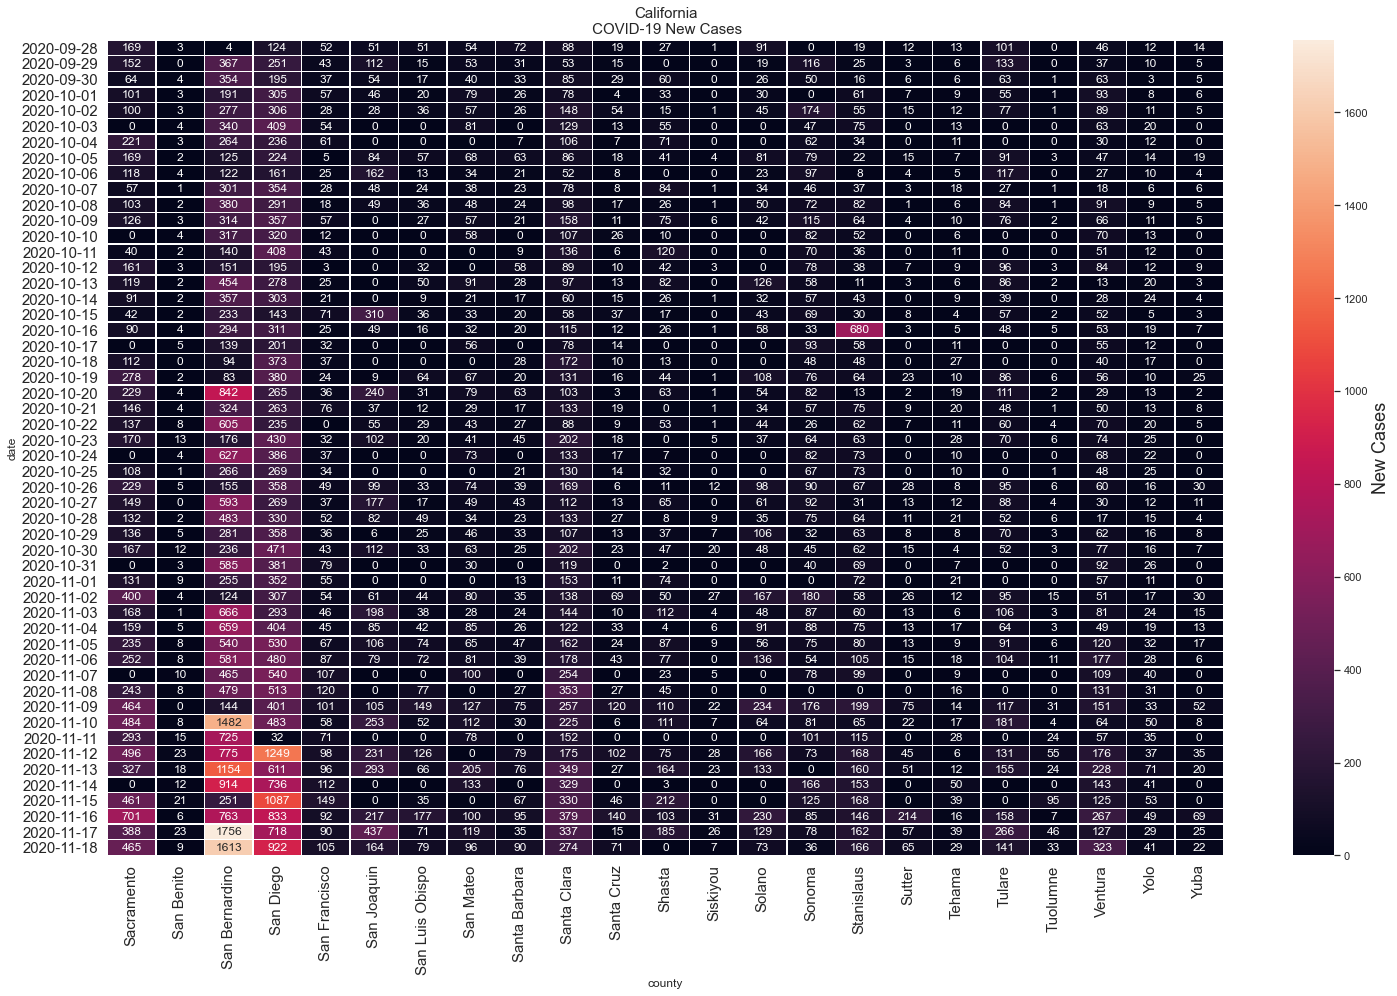 California
COVID-19 New Cases
2020-09-28 169 3 4 124 52 51 51 54 72 88 19 27 1 91 0 19 12 13 101 0 46 12 14
2020-09-29 152 0 367 251 43 112 15 53 31 53 15 0 0 19 116 25 3 6 133 0 37 10 5
2020-09-30 64 4 354 195 37 54 17 40 33 85 29 60 0 26 50 16 6 6 63 1 63 3 5
2020-10-01 101 3 191 305 57 46 20 79 26 78 4 33 0 30 0 61 7 9 55 1 93 8 6
2020-10-02 100 3 277 306 28 28 36 57 26 148 54 15 1 45 174 55 15 12 77 1 89 11 5
2020-10-03 0 4 340 409 54 0 0 81 0 129 13 55 0 0 47 75 0 13 0 0 63 20 0
2020-10-04 221 3 264 236 61 0 0 0 7 106 7 71 0 0 62 34 0 11 0 0 30 12 0
2020-10-05 169 2 125 224 5 84 57 68 63 86 18 41 4 81 79 22 15 7 91 3 47 14 19
2020-10-06 118 4 122 161 25 162 13 34 21 52 8 0 0 23 97 8 4 5 117 0 27 10 4
2020-10-07 57 1 301 354 28 48 24 38 23 78 8 84 1 34 46 37 3 18 27 1 18 6 6
2020-10-08 103 2 380 291 18 49 36 48 24 98 17 26 1 50 72 82 1 6 84 1 91 9 5
2020-10-09 126 3 314 357 57 0 27 57 21 158 11 75 6 42 115 64 4 10 76 2 66 11 5
2020-10-10 0 4 317 320 12 0 0 58 0 107 26 10 0 0 82 52 0 6 0 0 70 13 0
2020-10-11 40 2 140 408 43 0 0 0 9 136 6 120 0 0 70 36 0 11 0 0 51 12 0
2020-10-12 161 3 151 195 3 0 32 0 58 89 10 42 3 0 78 38 7 9 96 3 84 12 9
2020-10-13 119 2 454 278 25 0 50 91 28 97 13 82 0 126 58 11 3 6 86 2 13 20 3
2020-10-14 91 2 357 303 21 0 9 21 17 60 15 26 1 32 57 43 0 9 39 0 28 24 4
2020-10-15 42 2 233 143 71 310 36 33 20 58 37 17 0 43 69 30 8 4 57 2 52 5 3
2020-10-16 90 4 294 311 25 49 16 32 20 115 12 26 1 58 33 680 3 5 48 5 53 19 7
2020-10-17 0 5 139 201 32 0 0 56 0 78 14 0 0 0 93 58 0 11 0 0 55 12 0
2020-10-18 112 0 94 373 37 0 0 0 28 172 10 13 0 0 48 48 0 27 0 0 40 17 0
2020-10-19 278 2 83 380 24 9 64 67 20 131 16 44 1 108 76 64 23 10 86 6 56 10 25
2020-10-20 229 4 842 265 36 240 31 79 63 103 3 63 1 54 82 13 2 19 111 2 29 13 2
2020-10-21 146 4 324 263 76 37 12 29 17 133 19 0 1 34 57 75 9 20 48 1 50 13 8
2020-10-22 137 8 605 235 0 55 29 43 27 88 9 53 1 44 26 62 7 11 60 4 70 20 5
2020-10-23 170 13 176 430 32 102 20 41 45 202 18 0 5 37 64 63 0 28 70 6 74 25 0
2020-10-24 0 4 627 386 37 0 0 73 0 133 17 7 0 0 82 73 0 10 0 0 68 22 0
2020-10-25 108 1 266 269 34 0 0 0 21 130 14 32 0 0 67 73 0 10 0 1 48 25 0
2020-10-26 229 5 155 358 49 99 33 74 39 169 6 11 12 98 90 67 28 8 95 6 60 16 30
2020-10-27 149 0 593 269 37 177 17 49 43 112 13 65 0 61 92 31 13 12 88 4 30 12 11
2020-10-28 132 2 483 330 52 82 49 34 23 133 27 8 9 35 75 64 11 21 52 6 17 15 4
2020-10-29 136 5 281 358 36 6 25 46 33 107 13 37 7 106 32 63 8 8 70 3 62 16 8
2020-10-30 167 12 236 471 43 112 33 63 25 202 23 47 20 48 45 62 15 4 52 3 77 16 7
2020-10-31 0 3 585 381 79 0 0 30 0 119 0 2 0 0 40 69 0 7 0 0 92 26 0
2020-11-01 131 9 255 352 55 0 0 0 13 153 11 74 0 0 0 72 0 21 0 0 57 11 0
2020-11-02 400 4 124 307 54 61 44 80 35 138 69 50 27 167 180 58 26 12 95 15 51 17 30
2020-11-03 168 1 666 293 46 198 38 28 24 144 10 112 4 48 87 60 13 6 106 3 81 24 15
2020-11-04 159 5 659 404 45 85 42 85 26 122 33 4 6 91 88 75 13 17 64 3 49 19 13
2020-11-05 235 8 540 530 67 106 74 65 47 162 24 87 9 56 75 80 13 9 91 6 120 32 17
2020-11-06 252 8 581 480 87 79 72 81 39 178 43 77 0 136 54 105 15 18 104 11 177 28 6
2020-11-07 0 10 465 540 107 0 0 100 0 254 0 23 5 0 78 99 0 9 0 0 109 40 0
2020-11-08 243 8 479 513 120 0 77 0 27 353 27 45 0 0 0 0 0 16 0 0 131 31 0
2020-11-09 464 0 144 401 101 105 149 127 75 257 120 110 22 234 176 199 75 14 117 31 151 33 52
2020-11-10 484 8 1482 483 58 253 52 112 30 225 6 111 7 64 81 65 22 17 181 4 64 50 8
2020-11-11 293 15 725 32 71 0 0 78 0 152 0 0 0 0 101 115 0 28 0 24 57 35 0
2020-11-12 496 23 775 1249 98 231 126 0 79 175 102 75 28 166 73 168 45 6 131 55 176 37 35
2020-11-13 327 18 1154 611 96 293 66 205 76 349 27 164 23 133 0 160 51 12 155 24 228 71 20
2020-11-14 0 12 914 736 112 0 0 133 0 329 0 3 0 0 166 153 0 50 0 0 143 41 0
2020-11-15 461 21 251 1087 149 0 35 0 67 330 46 212 0 0 125 168 0 39 0 95 125 53 0
2020-11-16 701 6 763 833 92 217 177 100 95 379 140 103 31 230 85 146 214 16 158 7 267 49 69
2020-11-17 388 23 1756 718 90 437 71 119 35 337 15 185 26 129 78 162 57 39 266 46 127 29 25
2020-11-18 465 9 1613 922 105 164 79 96 90 274 71 0 7 73 36 166 65 29 141 33 323 41 22
date
Sacramento San Benito San Bernardino San Diego San Francisco San Joaquin San Luis Obispo San Mateo Santa Barbara Santa Clara Santa Cruz Shasta Siskiyou Solano Sonoma Stanislaus Sutter Tehama Tulare Tuolumne Ventura Yolo Yuba
county
1600
1400
1200
1000
800
600
400
200
0
New Cases